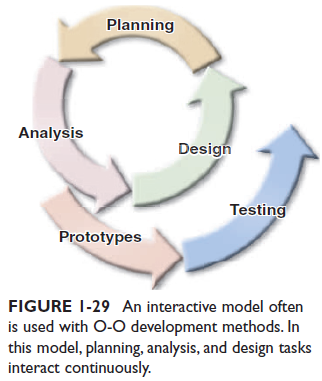 Planning
Analysis
Design
Testing
Prototypes
FIGURE 1-29 An interactive model often
is used with O-O development methods. In
this model, planning, analysis, and design tasks
interact continuously.